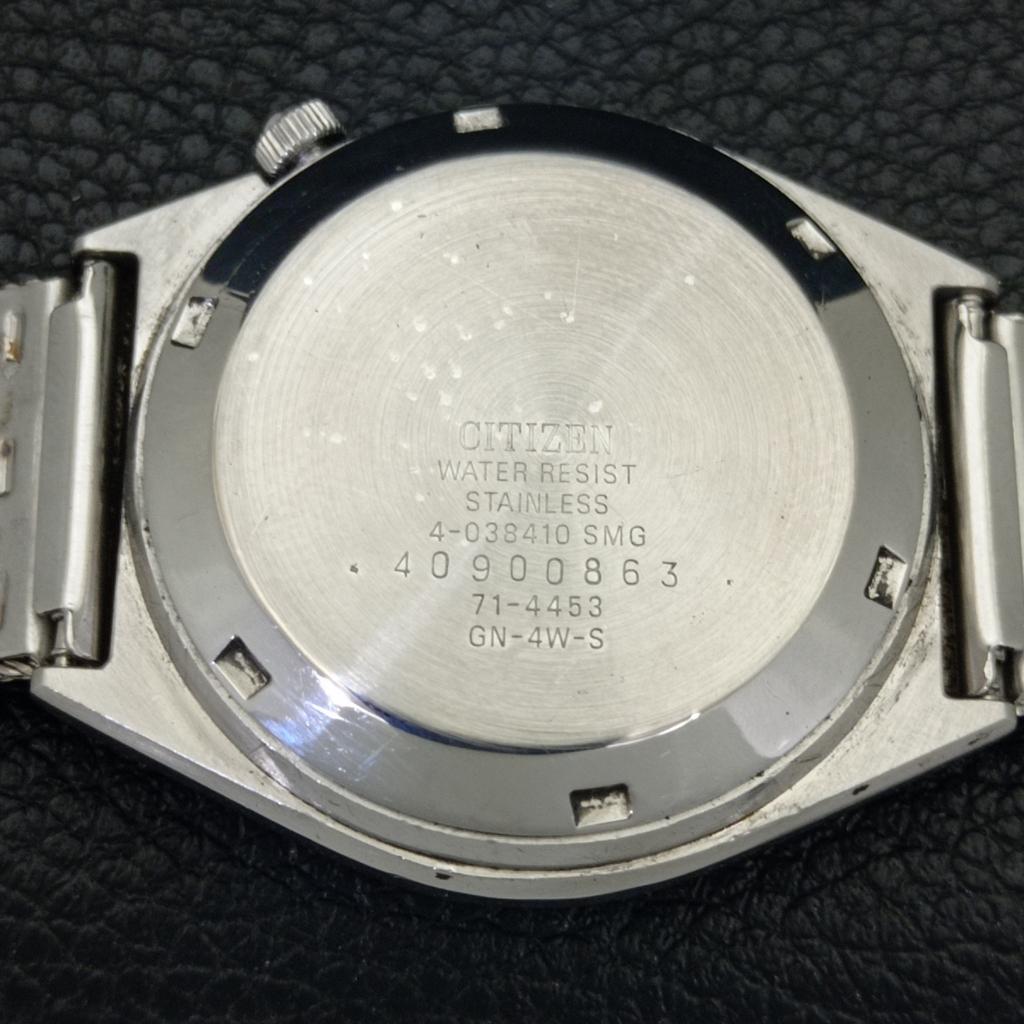 CITIZEN
WATER RESIST
STAINLESS
4-038410 SMG
40900863
71-4453
GN-4W-S